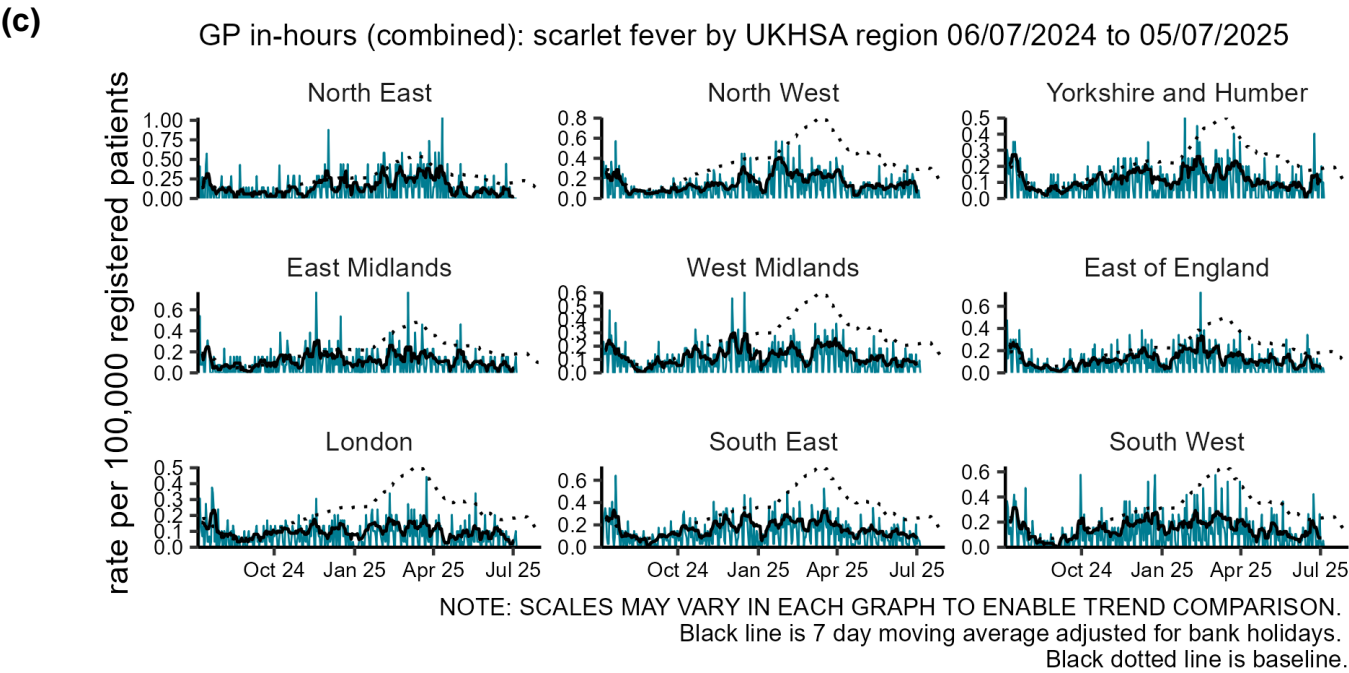 (c)
GP in-hours (combined): scarlet fever by UKHSA region 06/07/2024 to 05/07/2025
rate per 100,000 registered patients
North East
1.00
0.75
0.50
0.25
0.00
North West
0.8
0.6
0.4
0.2
0.0
Yorkshire and Humber
0.5
0.4
0.3
0.2
0.1
0.0
East Midlands
0.6
0.4
0.2
0.0
West Midlands
0.6
0.5
0.4
0.3
0.2
0.1
0.0
East of England
0.6
0.4
0.2
0.0
London
0.5
0.4
0.3
0.2
0.1
0.0
Oct 24 Jan 25 Apr 25 Jul 25
South East
0.6
0.4
0.2
0.0
Oct 24 Jan 25 Apr 25 Jul 25
South West
0.6
0.4
0.2
0.0
Oct 24 Jan 25 Apr 25 Jul 25
NOTE: SCALES MAY VARY IN EACH GRAPH TO ENABLE TREND COMPARISON.
Black line is 7 day moving average adjusted for bank holidays.
Black dotted line is baseline.